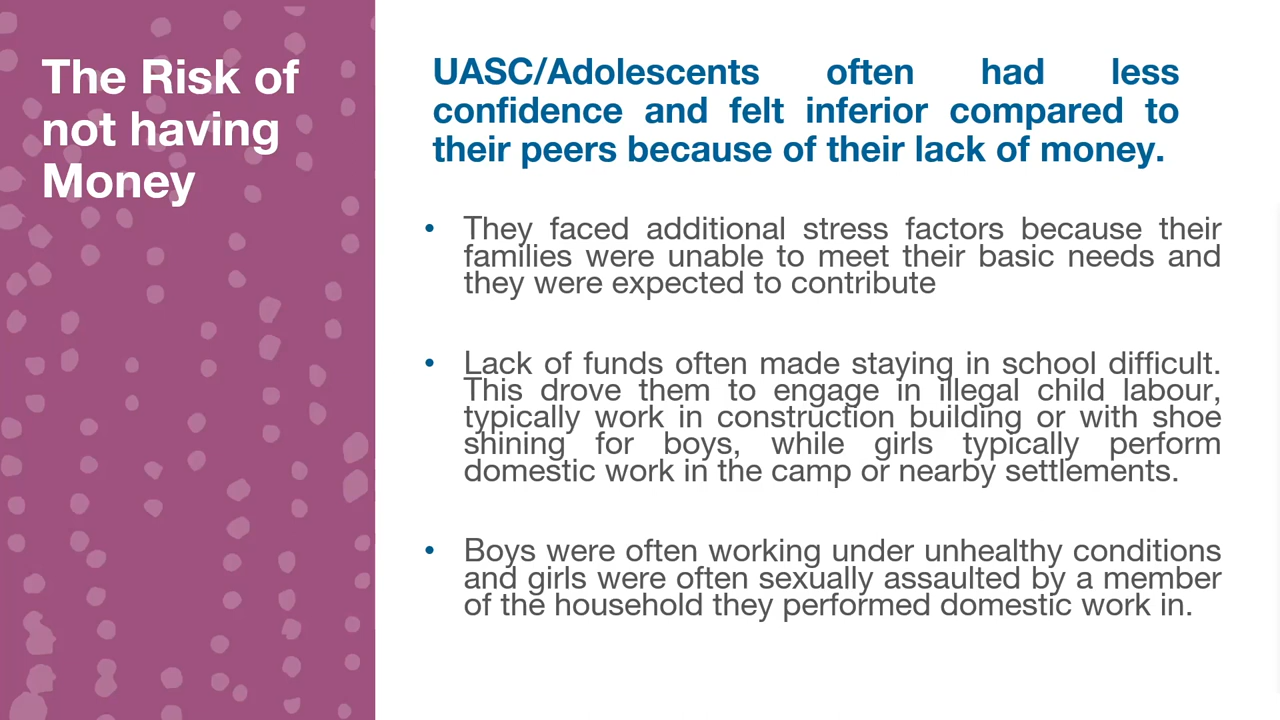 The Risk of
not having
Money
UASC/Adolescents often had less
confidence and felt inferior compared to
their peers because of their lack of money.
• They faced additional stress factors because their
families were unable to meet their basic needs and
they were expected to contribute
• Lack of funds often made staying in school difficult.
This drove them to engage in illegal child labour,
typically work in construction building or with shoe
shining for boys, while girls typically perform
domestic work in the camp or nearby settlements.
• Boys were often working under unhealthy conditions
and girls were often sexually assaulted by a member
of the household they performed domestic work in.